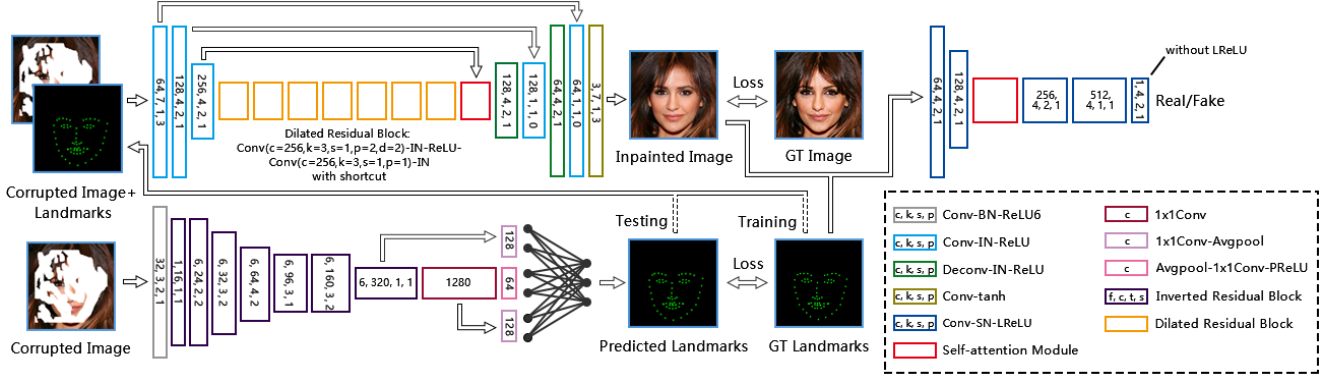 64,7,1,3
128,4,2,1
256,4,2,1
Dilated Residual Block:
Conv(c=256,k=3,s=1,p=2,d=2)-IN-ReLU-
Conv(c=256,k=3,s=1,p=1)-IN
with shortcut
128,4,2,1
128,1,1,0
64,4,2,1
64,1,1,0
3,7,1,3
Inpainted Image
Loss
GT Image
64,4,2,1
128,4,2,1
256,
4, 2, 1
512,
4, 1, 1
1, 4, 2, 1
without LReLU
Real/Fake
Corrupted Image+
Landmarks
Corrupted Image
32, 3, 2, 1
1, 16, 1, 1
6, 24, 2, 2
6, 32, 3, 2
6, 64, 4, 2
6, 96, 3, 1
6, 160, 3, 2
6, 320, 1, 1
1280
128
64
128
Testing
Training
Loss
Predicted Landmarks
GT Landmarks
c, k, s, p Conv-BN-ReLU6
c, k, s, p Conv-IN-ReLU
c, k, s, p Deconv-IN-ReLU
c, k, s, p Conv-tanh
c, k, s, p Conv-SN-LReLU
Self-attention Module
c 1x1Conv
c 1x1Conv-Avgpool
c Avgpool-1x1Conv-PReLU
f, c, t, s Inverted Residual Block
Dilated Residual Block